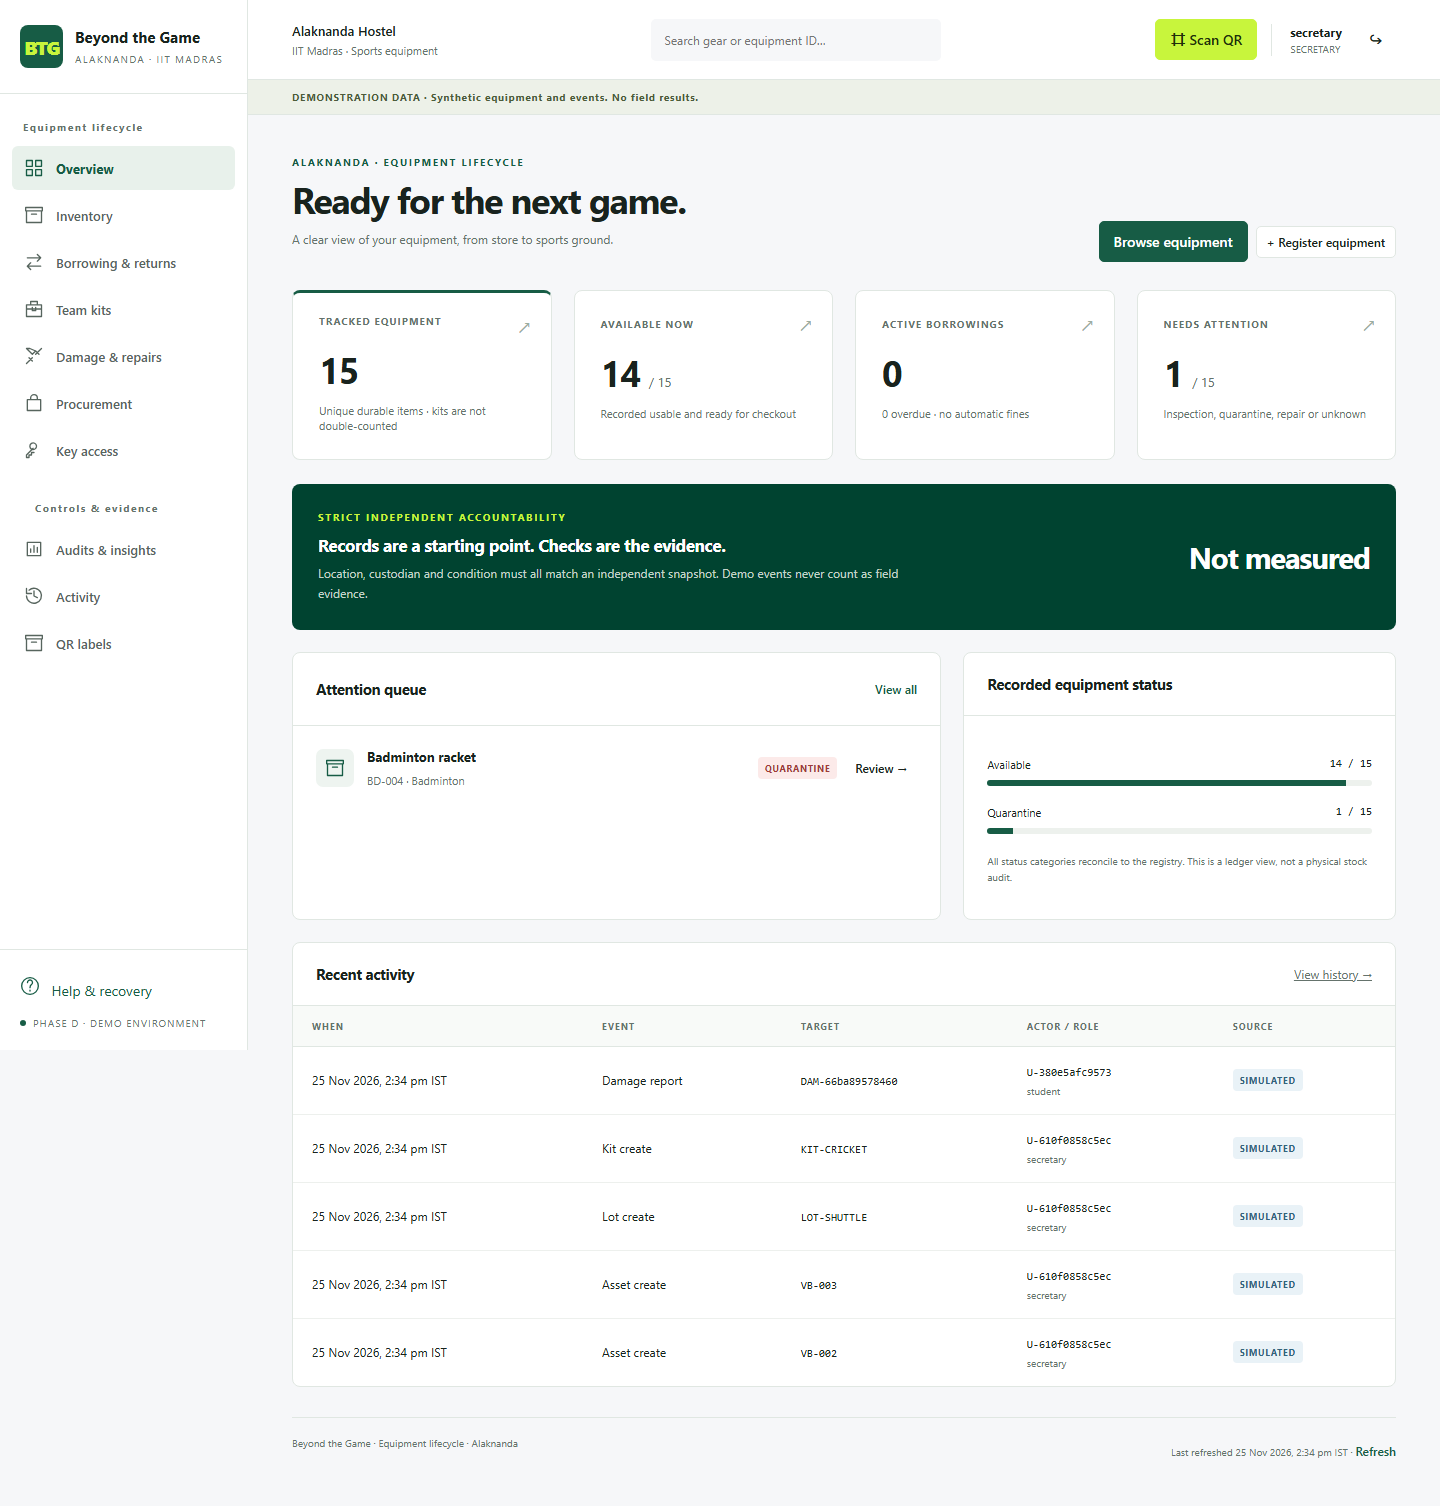 BTG
Beyond the Game
ALAKNANDA · IIT MADRAS
Equipment lifecycle
Overview
Inventory
Borrowing & returns
Team kits
Damage & repairs
Procurement
Key access
Controls & evidence
Audits & insights
Activity
QR labels
Help & recovery
PHASE D · DEMO ENVIRONMENT
Alaknanda Hostel
IIT Madras · Sports equipment
Search gear or equipment ID...
Scan QR
secretary
SECRETARY
DEMONSTRATION DATA · Synthetic equipment and events. No field results.
ALAKNANDA · EQUIPMENT LIFECYCLE
Ready for the next game.
A clear view of your equipment, from store to sports ground.
Browse equipment
+ Register equipment
TRACKED EQUIPMENT ↗
15
Unique durable items · kits are not
double-counted
AVAILABLE NOW ↗
14 / 15
Recorded usable and ready for checkout
ACTIVE BORROWINGS ↗
0
0 overdue · no automatic fines
NEEDS ATTENTION ↗
1 / 15
Inspection, quarantine, repair or unknown
STRICT INDEPENDENT ACCOUNTABILITY
Records are a starting point. Checks are the evidence.
Location, custodian and condition must all match an independent snapshot. Demo events never count as field
evidence.
Not measured
Attention queue
View all
Badminton racket
BD-004 · Badminton
QUARANTINE
Review →
Recorded equipment status
Available 14 / 15
Quarantine 1 / 15
All status categories reconcile to the registry. This is a ledger view, not a physical stock
audit.
Recent activity
View history →
WHEN EVENT TARGET ACTOR / ROLE SOURCE
25 Nov 2026, 2:34 pm IST Damage report DAM-66ba89578460 U-380e5afc9573 SIMULATED
student
25 Nov 2026, 2:34 pm IST Kit create KIT-CRICKET U-610f0858c5ec SIMULATED
secretary
25 Nov 2026, 2:34 pm IST Lot create LOT-SHUTTLE U-610f0858c5ec SIMULATED
secretary
25 Nov 2026, 2:34 pm IST Asset create VB-003 U-610f0858c5ec SIMULATED
secretary
25 Nov 2026, 2:34 pm IST Asset create VB-002 U-610f0858c5ec SIMULATED
secretary
Beyond the Game · Equipment lifecycle · Alaknanda
Last refreshed 25 Nov 2026, 2:34 pm IST · Refresh